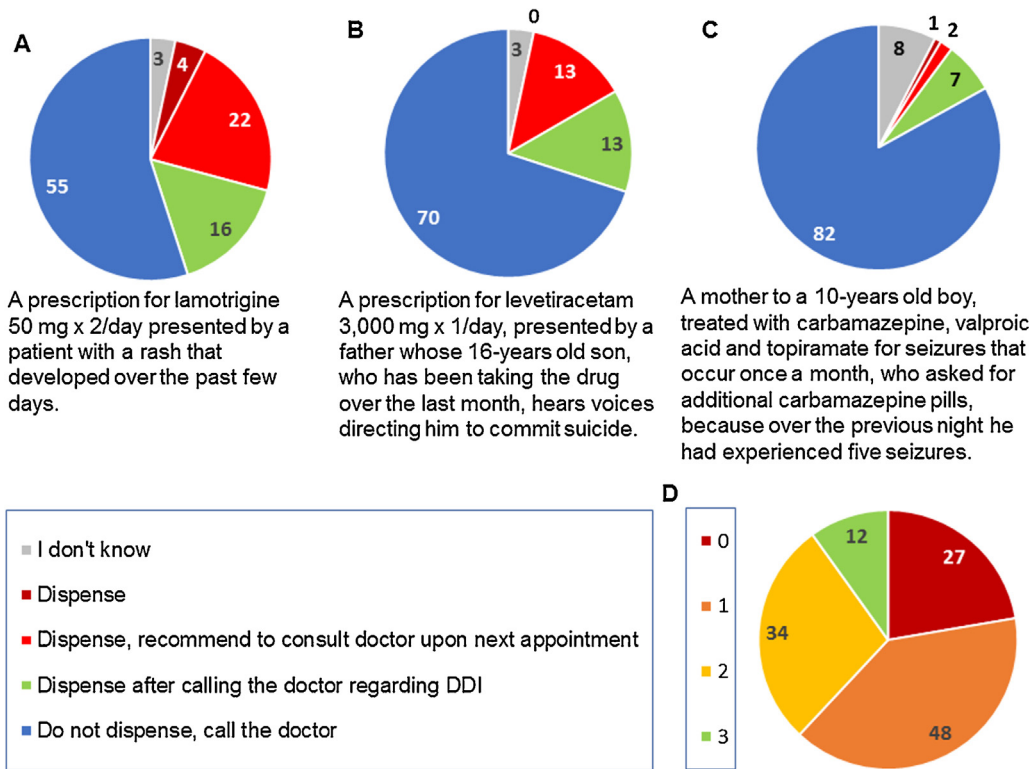 A
3
4
22
16
55
A prescription for lamotrigine
50 mg x 2/day presented by a
patient with a rash that
developed over the past few
days.
B
0
3
13
13
70
A prescription for levetiracetam
3,000 mg x 1/day, presented by a
father whose 16-years old son,
who has been taking the drug
over the last month, hears voices
directing him to commit suicide.
C
1
2
8
7
82
A mother to a 10-years old boy,
treated with carbamazepine, valproic
acid and topiramate for seizures that
occur once a month, who asked for
additional carbamazepine pills,
because over the previous night he
had experienced five seizures.
I don't know
Dispense
Dispense, recommend to consult doctor upon next appointment
Dispense after calling the doctor regarding DDI
Do not dispense, call the doctor
D
0
1
2
3
12
27
34
48